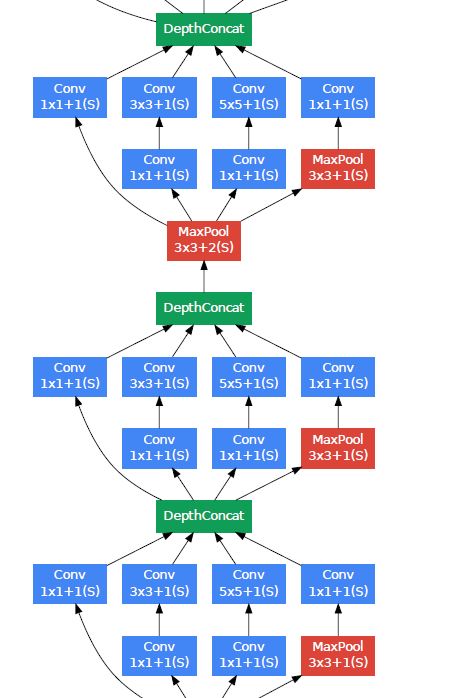 DepthConcat
Conv
1x1+1(S)
Conv
3x3+1(S)
Conv
5x5+1(S)
Conv
1x1+1(S)
Conv
1x1+1(S)
Conv
1x1+1(S)
MaxPool
3x3+1(S)
MaxPool
3x3+2(S)
DepthConcat
Conv
1x1+1(S)
Conv
3x3+1(S)
Conv
5x5+1(S)
Conv
1x1+1(S)
Conv
1x1+1(S)
Conv
1x1+1(S)
MaxPool
3x3+1(S)
DepthConcat
Conv
1x1+1(S)
Conv
3x3+1(S)
Conv
5x5+1(S)
Conv
1x1+1(S)
Conv
1x1+1(S)
Conv
1x1+1(S)
MaxPool
3x3+1(S)